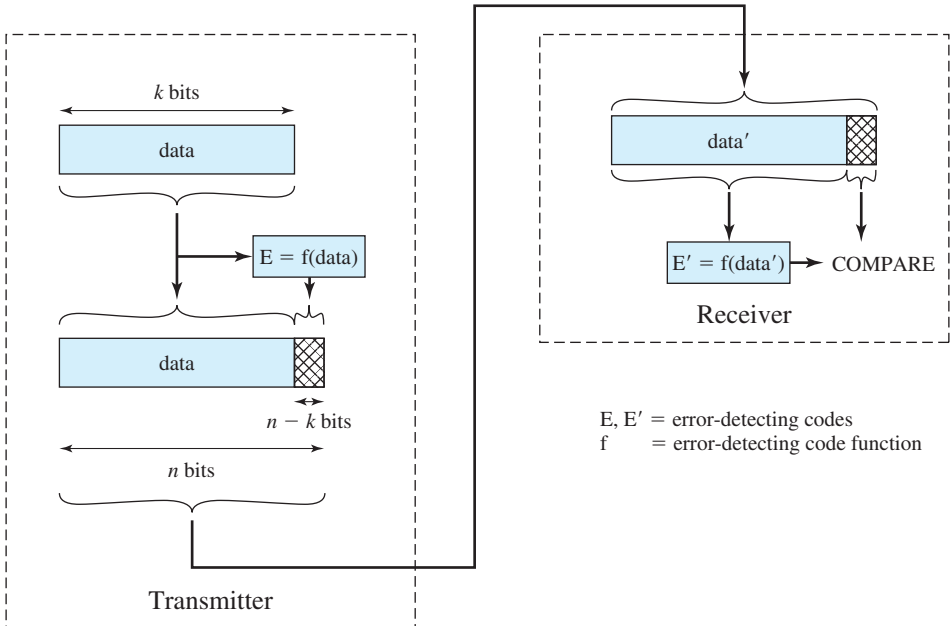 k bits
data
E = f(data)
data
n − k bits
n bits
Transmitter
data′
E′ = f(data′)
COMPARE
Receiver
E, E′ = error-detecting codes
f = error-detecting code function